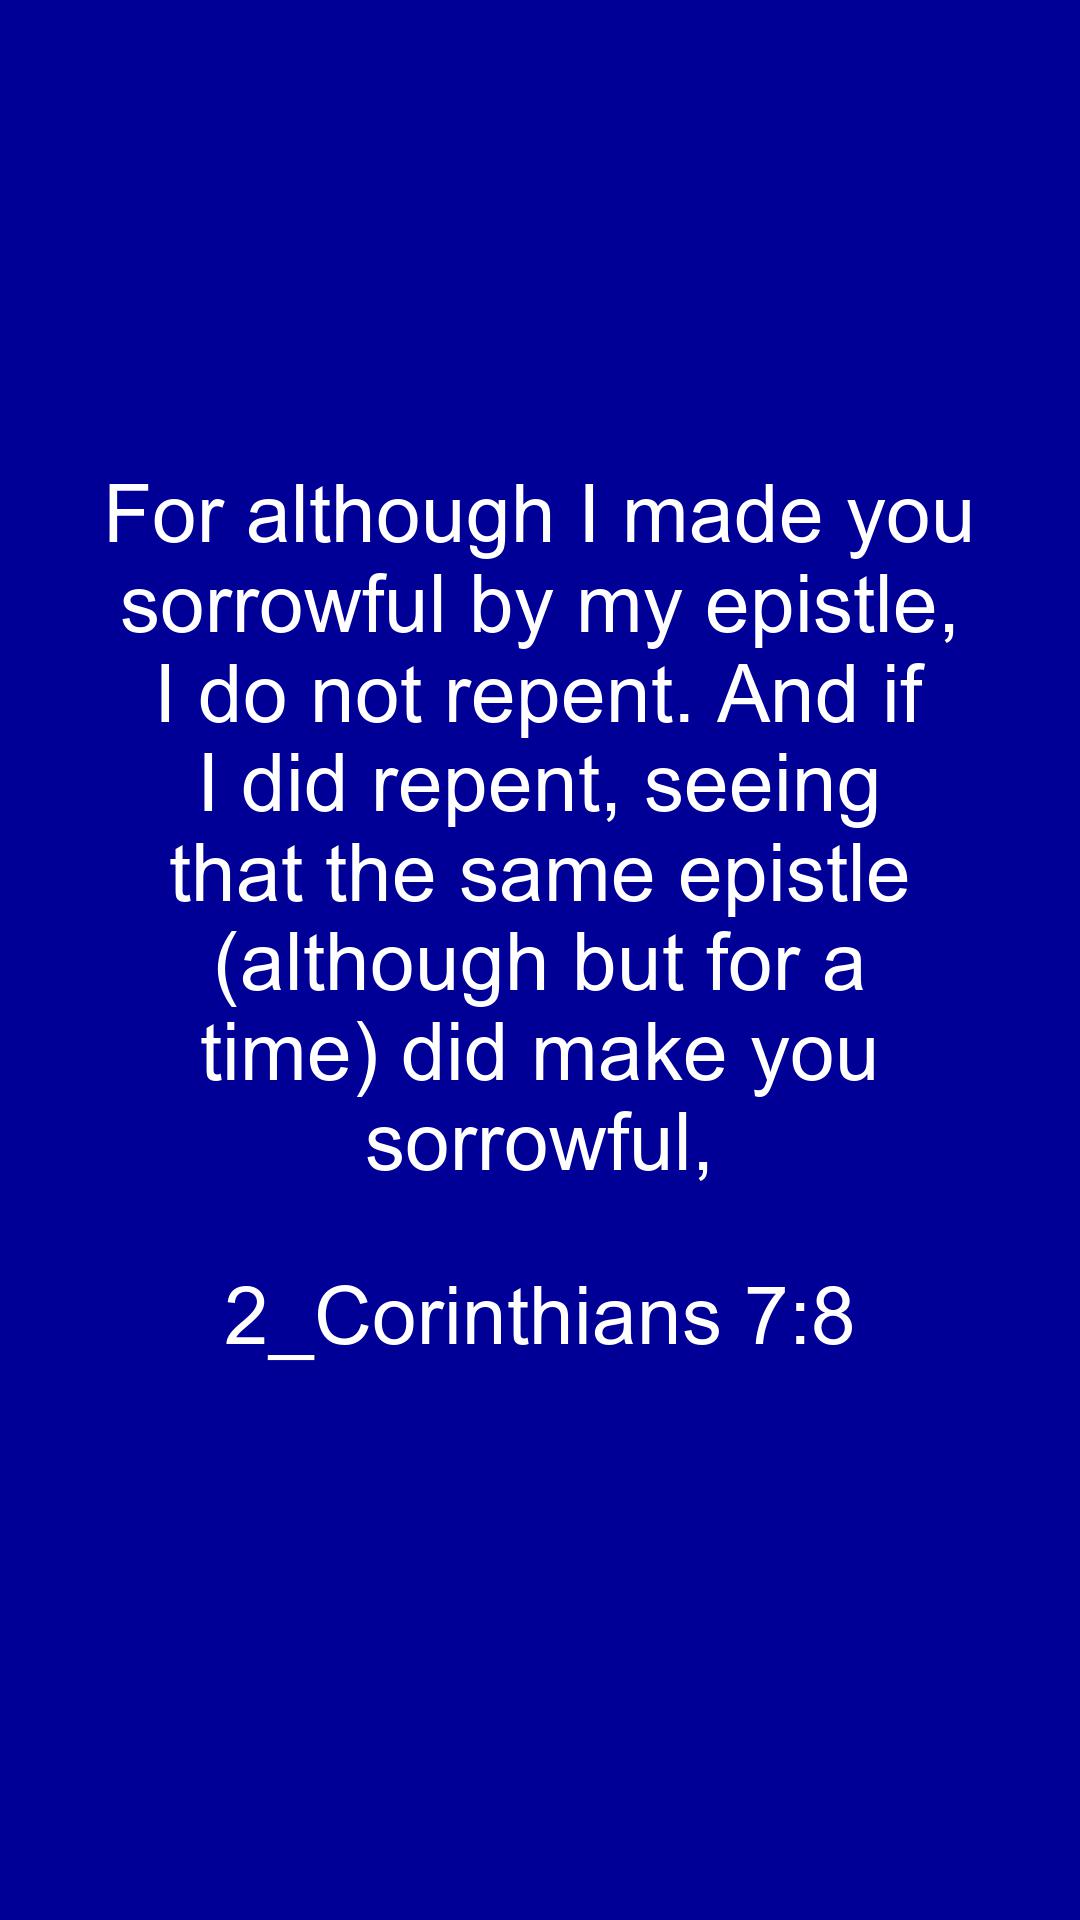 For although I made you
sorrowful by my epistle,
I do not repent. And if
I did repent, seeing
that the same epistle
(although but for a
time) did make you
sorrowful,
2_Corinthians 7:8